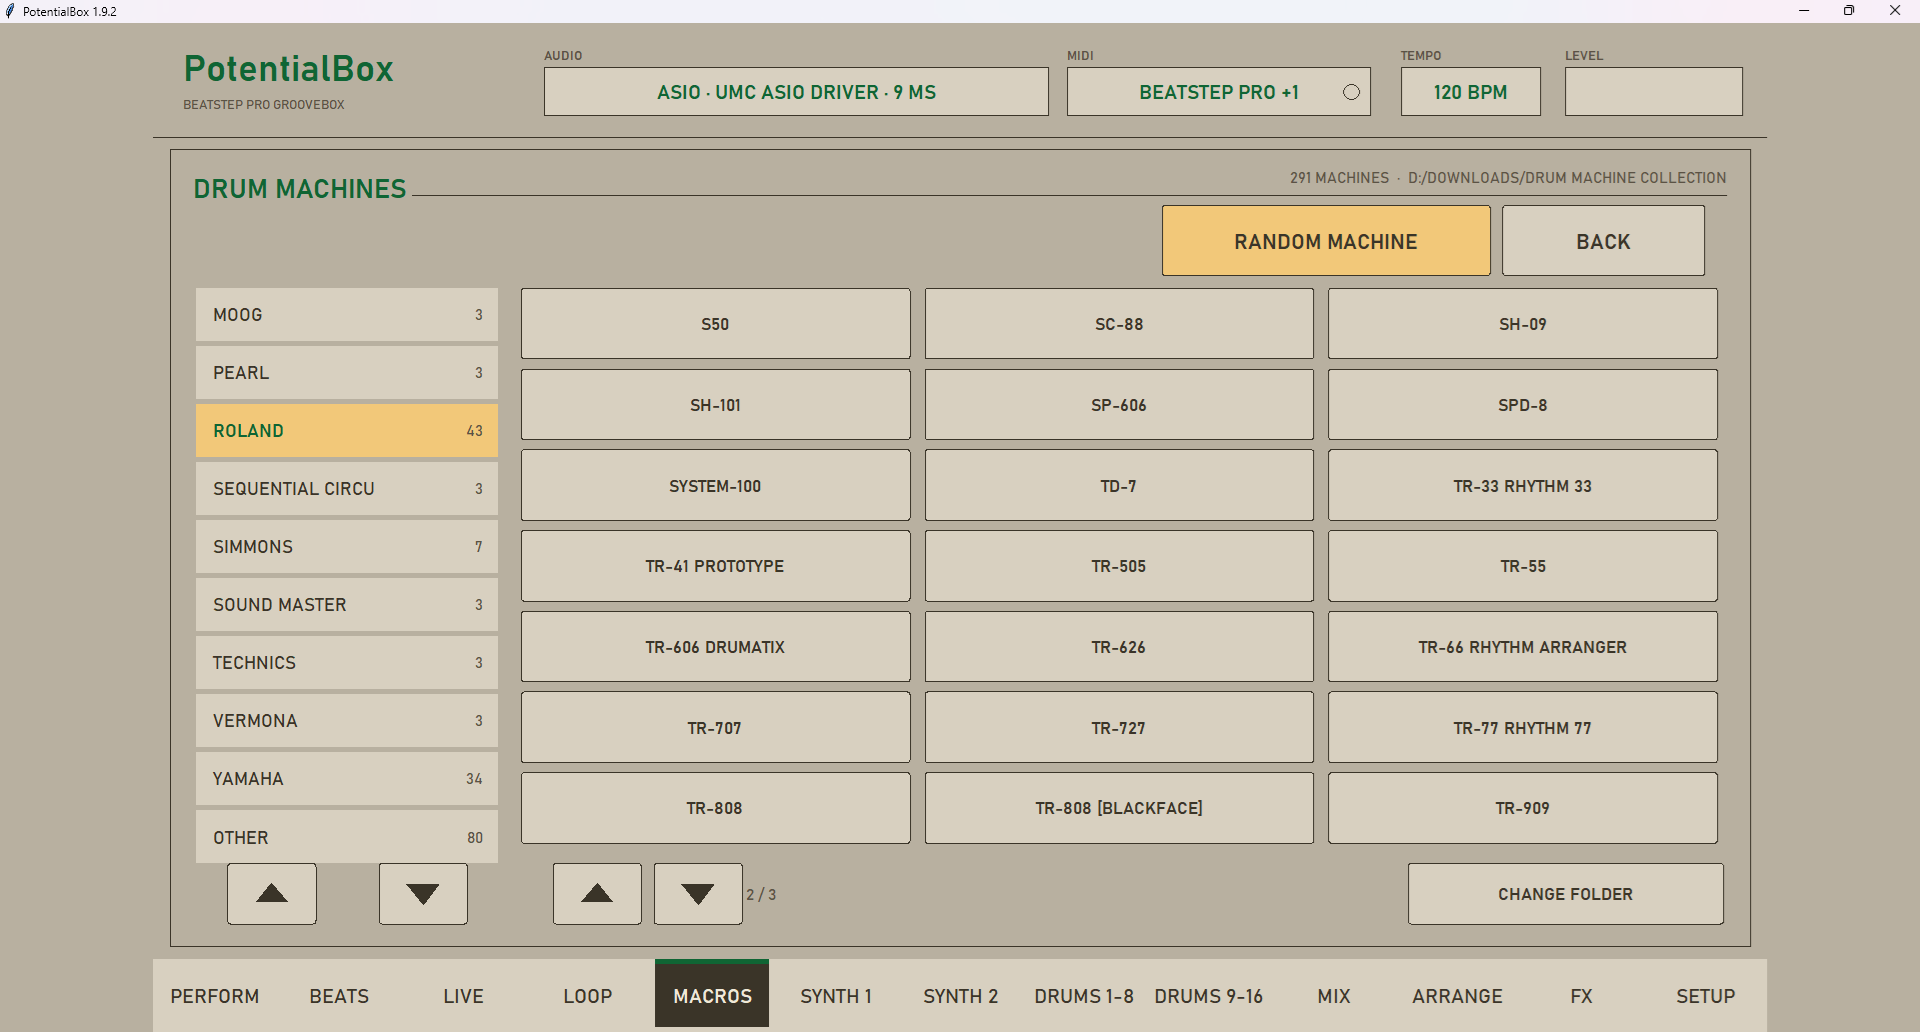 PotentialBox 1.9.2
PotentialBox
BEATSTEP PRO GROOVEBOX
AUDIO
ASIO · UMC ASIO DRIVER · 9 MS
MIDI
BEATSTEP PRO +1
TEMPO
120 BPM
LEVEL
DRUM MACHINES
291 MACHINES · D:/DOWNLOADS/DRUM MACHINE COLLECTION
RANDOM MACHINE
BACK
MOOG 3
PEARL 3
ROLAND 43
SEQUENTIAL CIRCU 3
SIMMONS 7
SOUND MASTER 3
TECHNICS 3
VERMONA 3
YAMAHA 34
OTHER 80
S50
SC-88
SH-09
SH-101
SP-606
SPD-8
SYSTEM-100
TD-7
TR-33 RHYTHM 33
TR-41 PROTOTYPE
TR-505
TR-55
TR-606 DRUMATIX
TR-626
TR-66 RHYTHM ARRANGER
TR-707
TR-727
TR-77 RHYTHM 77
TR-808
TR-808 [BLACKFACE]
TR-909
2 / 3
CHANGE FOLDER
PERFORM
BEATS
LIVE
LOOP
MACROS
SYNTH 1
SYNTH 2
DRUMS 1-8
DRUMS 9-16
MIX
ARRANGE
FX
SETUP